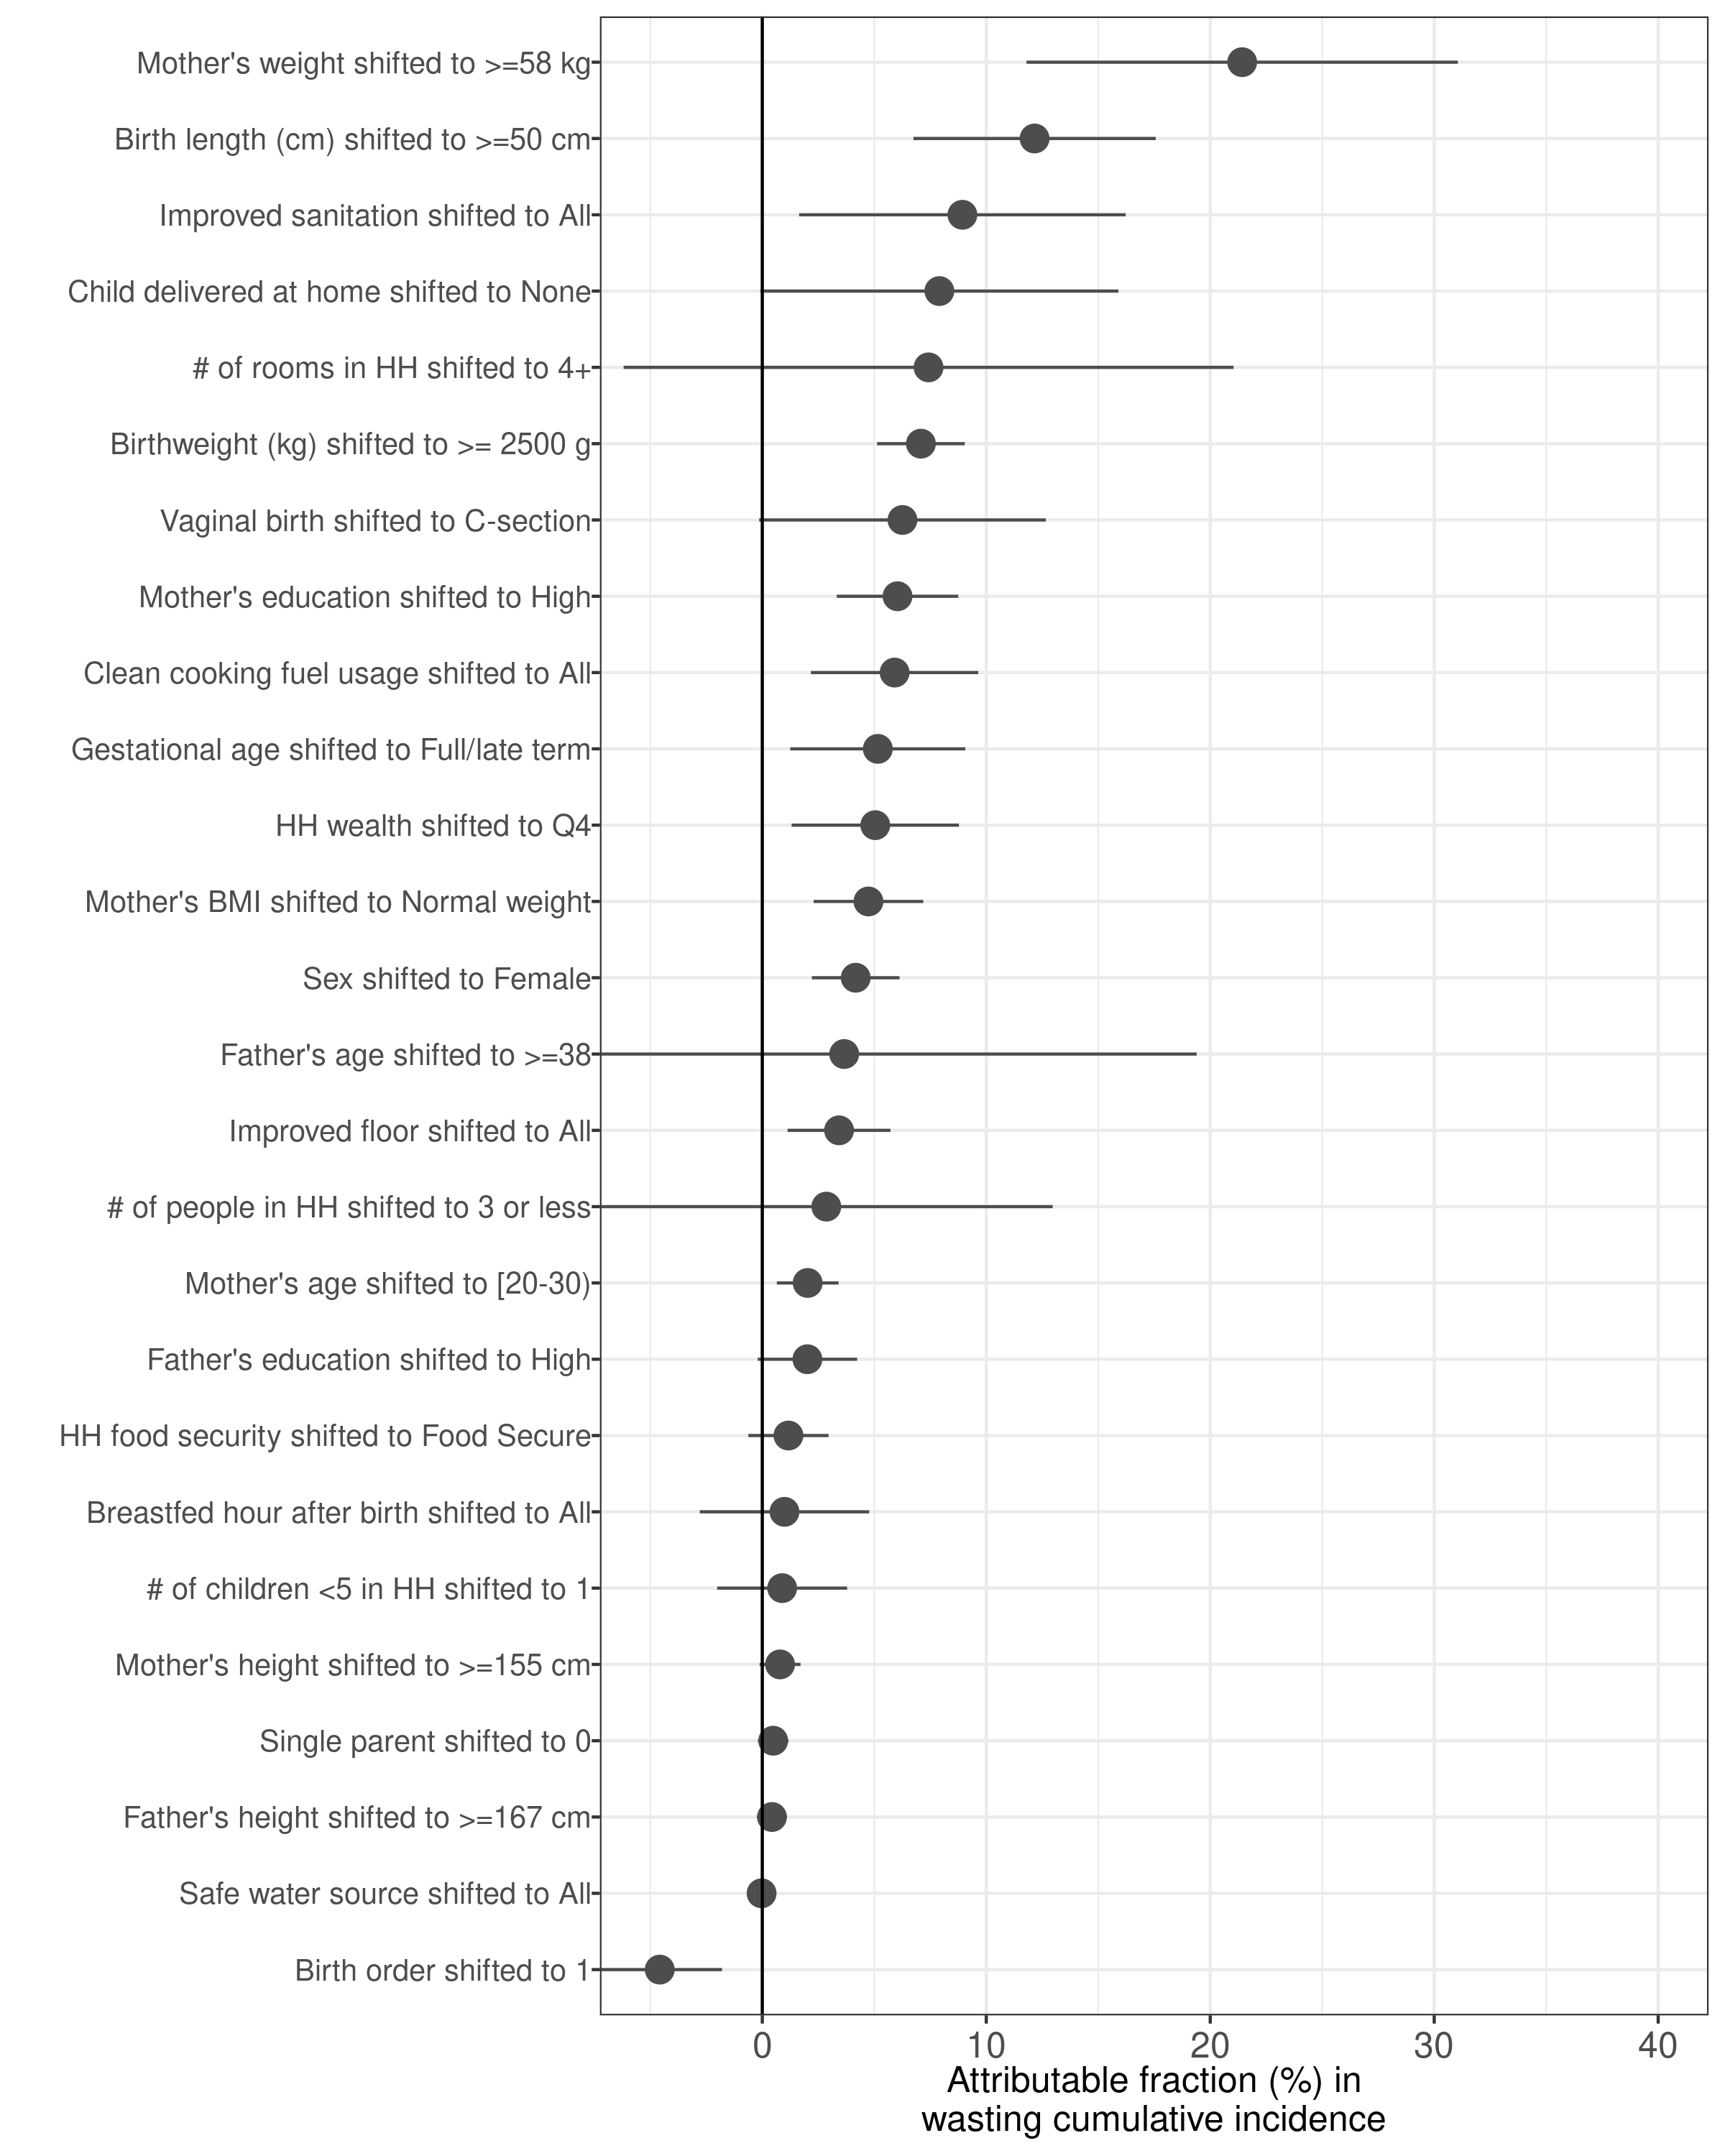 Mother's weight shifted to >=58 kg
Birth length (cm) shifted to >=50 cm
Improved sanitation shifted to All
Child delivered at home shifted to None
# of rooms in HH shifted to 4+
Birthweight (kg) shifted to >= 2500 g
Vaginal birth shifted to C-section
Mother's education shifted to High
Clean cooking fuel usage shifted to All
Gestational age shifted to Full/late term
HH wealth shifted to Q4
Mother's BMI shifted to Normal weight
Sex shifted to Female
Father's age shifted to >=38
Improved floor shifted to All
# of people in HH shifted to 3 or less
Mother's age shifted to [20-30)
Father's education shifted to High
HH food security shifted to Food Secure
Breastfed hour after birth shifted to All
# of children <5 in HH shifted to 1
Mother's height shifted to >=155 cm
Single parent shifted to 0
Father's height shifted to >=167 cm
Safe water source shifted to All
Birth order shifted to 1
0 10 20 30 40
Attributable fraction (%) in
wasting cumulative incidence